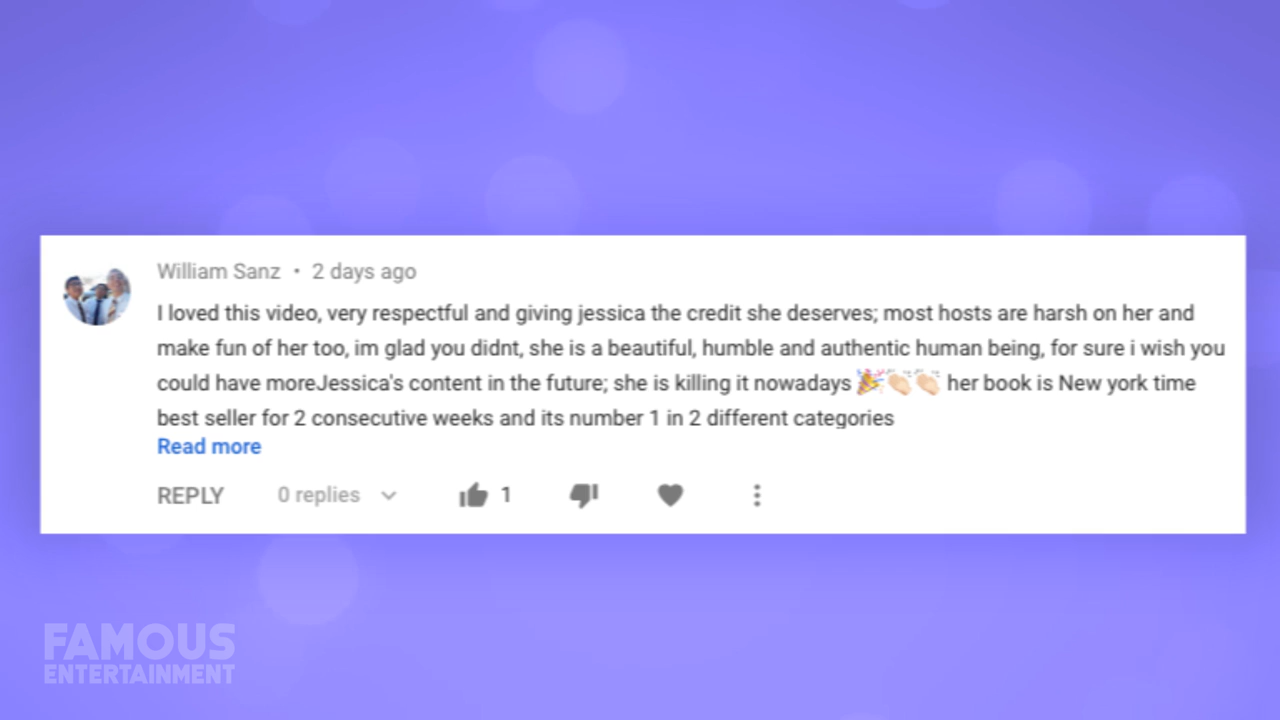 William Sanz • 2 days ago
I loved this video, very respectful and giving jessica the credit she deserves; most hosts are harsh on her and
make fun of her too, im glad you didnt, she is a beautiful, humble and authentic human being, for sure i wish you
could have moreJessica's content in the future; she is killing it nowadays 🎉👏🏻👏🏻 her book is New york time
best seller for 2 consecutive weeks and its number 1 in 2 different categories
Read more
REPLY 0 replies 1
FAMOUS
ENTERTAINMENT